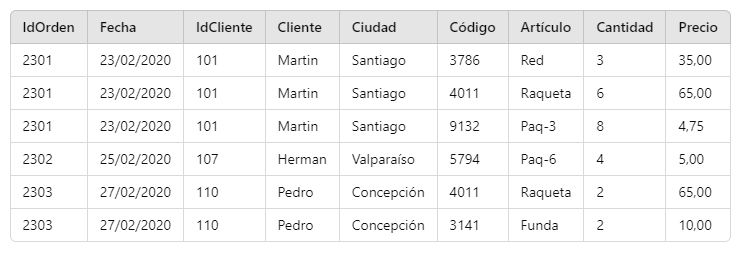 IdOrden Fecha IdCliente Cliente Ciudad Código Artículo Cantidad Precio
2301 23/02/2020 101 Martin Santiago 3786 Red 3 35,00
2301 23/02/2020 101 Martin Santiago 4011 Raqueta 6 65,00
2301 23/02/2020 101 Martin Santiago 9132 Paq-3 8 4,75
2302 25/02/2020 107 Herman Valparaíso 5794 Paq-6 4 5,00
2303 27/02/2020 110 Pedro Concepción 4011 Raqueta 2 65,00
2303 27/02/2020 110 Pedro Concepción 3141 Funda 2 10,00